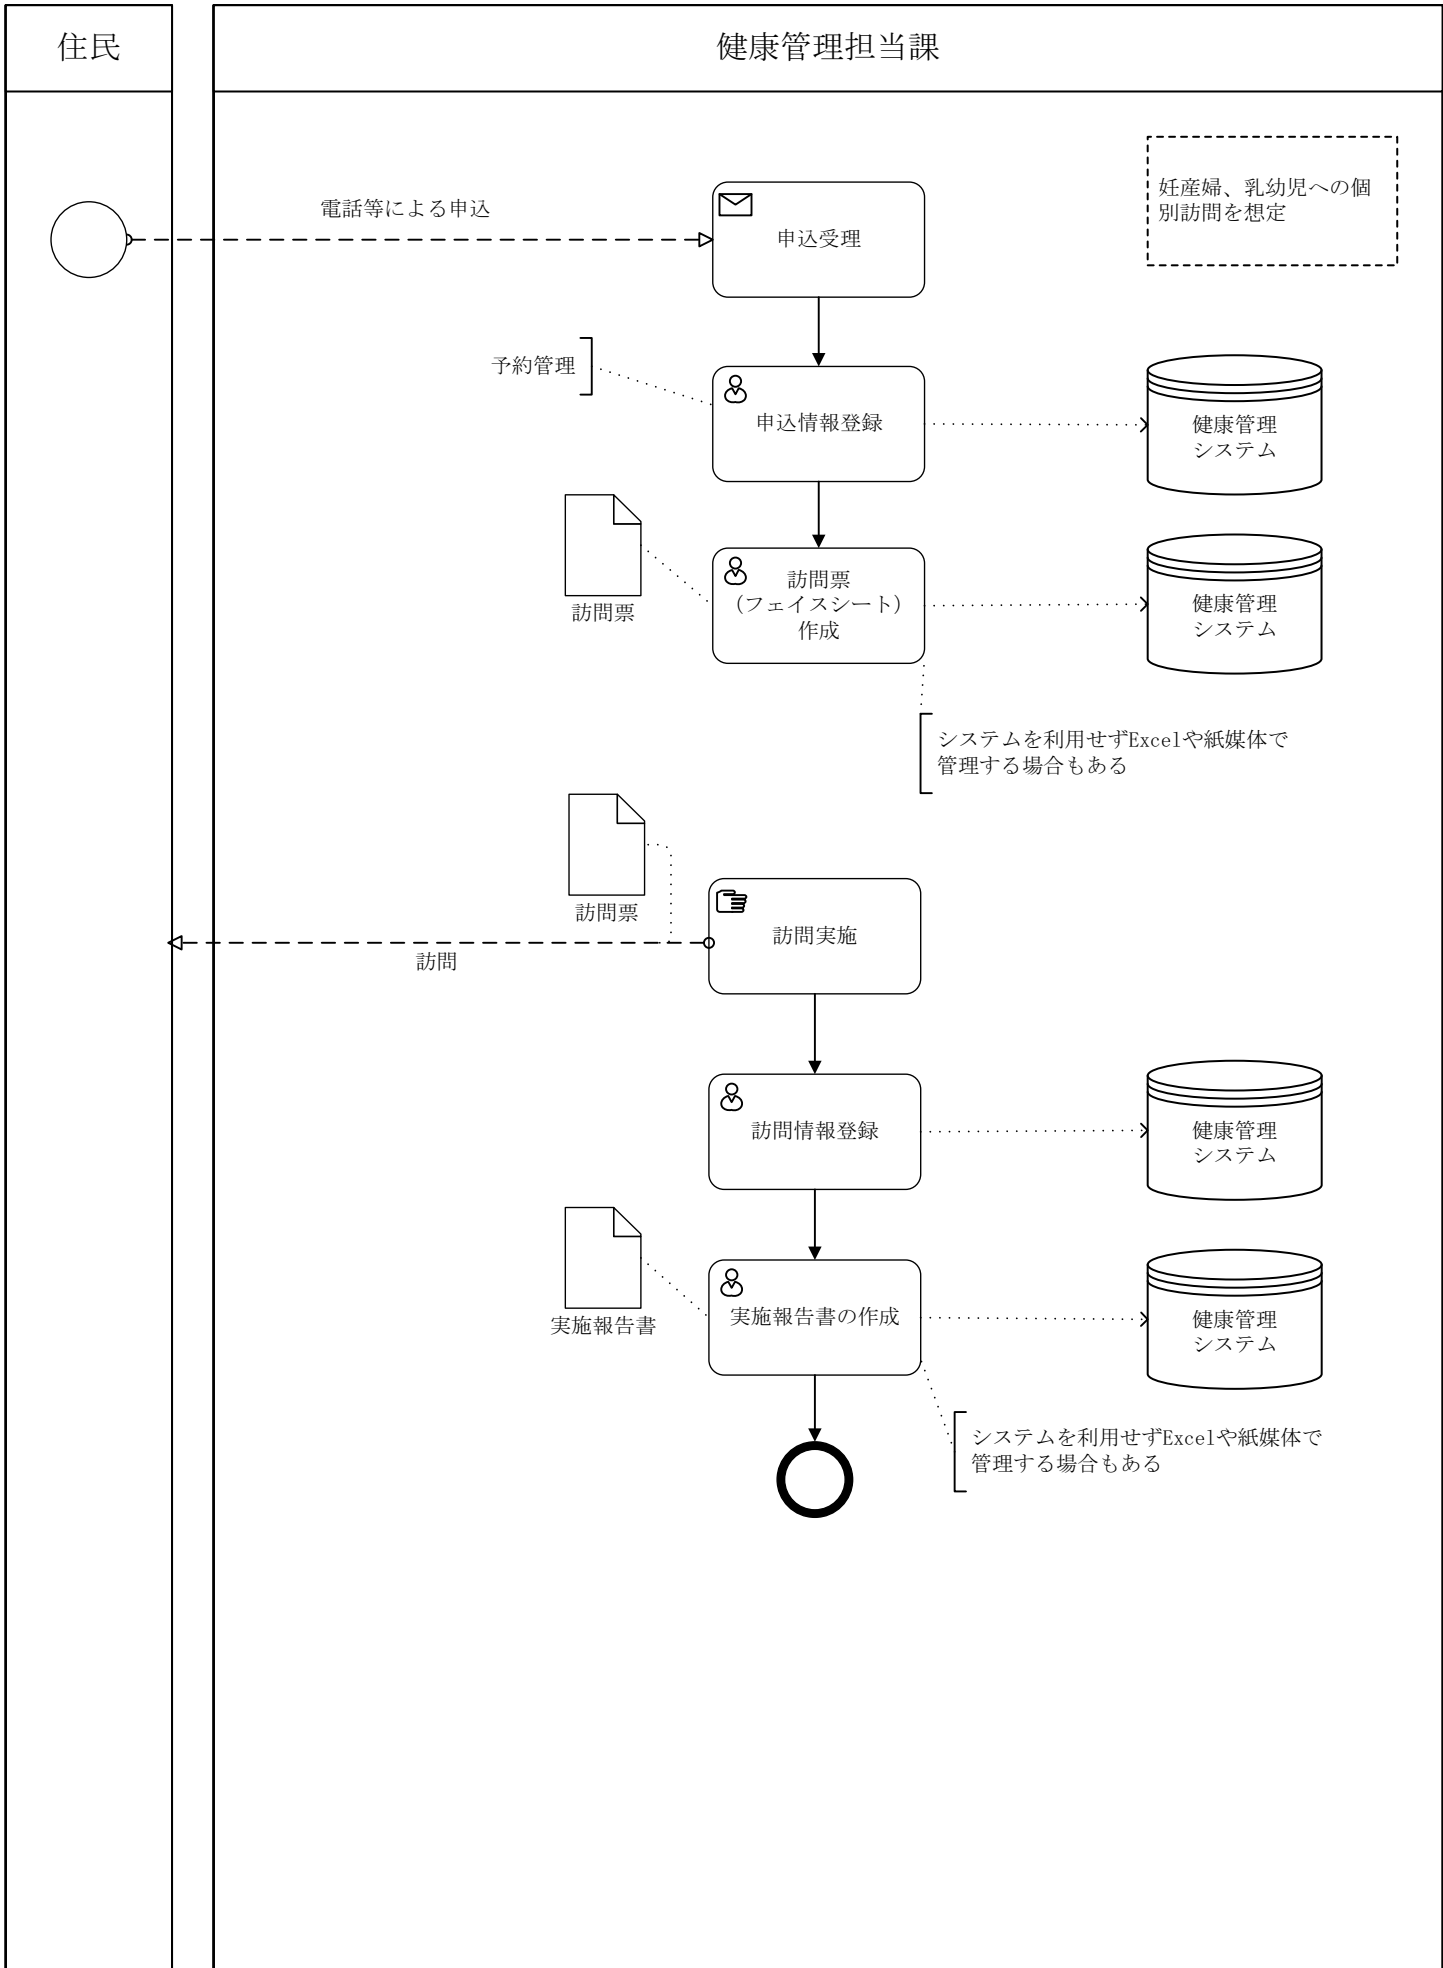 住民
健康管理担当課
妊産婦、乳幼児への個
別訪問を想定
電話等による申込
申込受理
予約管理
申込情報登録
健康管理
システム
訪問票
訪問票
（フェイスシート）
作成
健康管理
システム
システムを利用せずExcelや紙媒体で
管理する場合もある
訪問票
訪問実施
訪問
訪問情報登録
健康管理
システム
実施報告書
実施報告書の作成
健康管理
システム
システムを利用せずExcelや紙媒体で
管理する場合もある